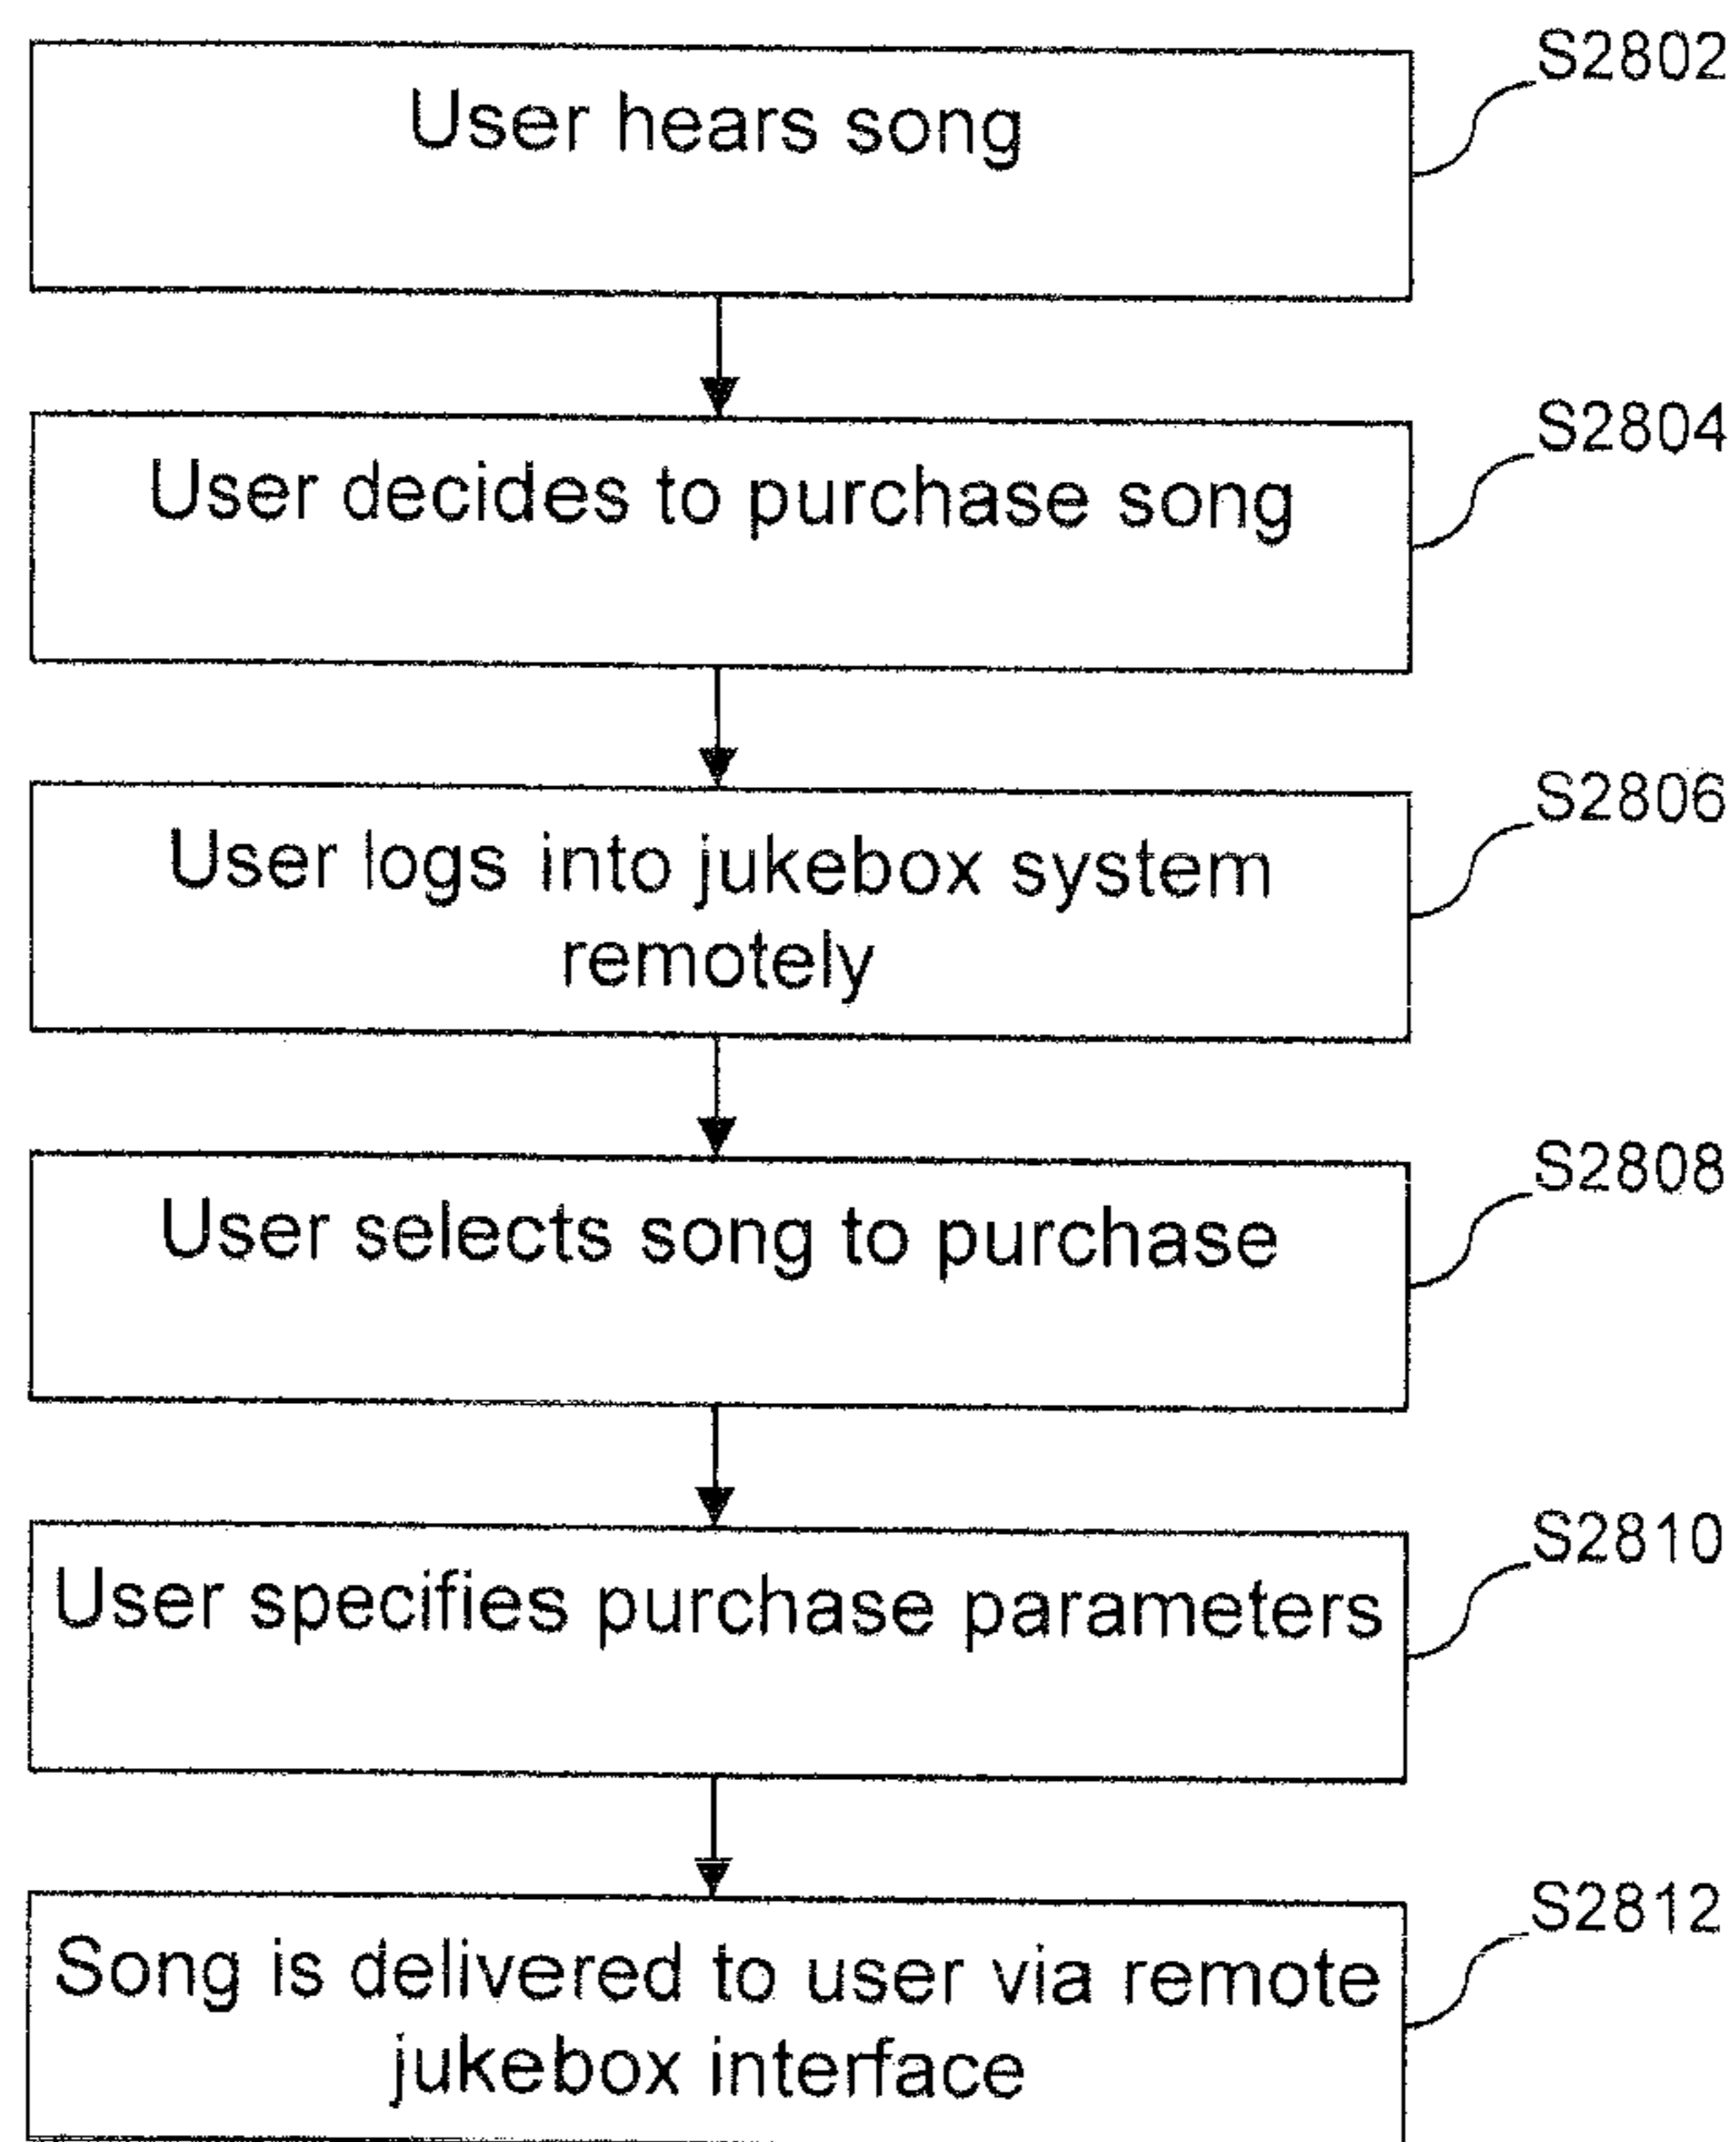 S2802
User hears song
S2804
User decides to purchase song
S2806
User logs into jukebox system
remotely
S2808
User selects song to purchase
S2810
User specifies purchase parameters
S2812
Song is delivered to user via remote
jukebox interface